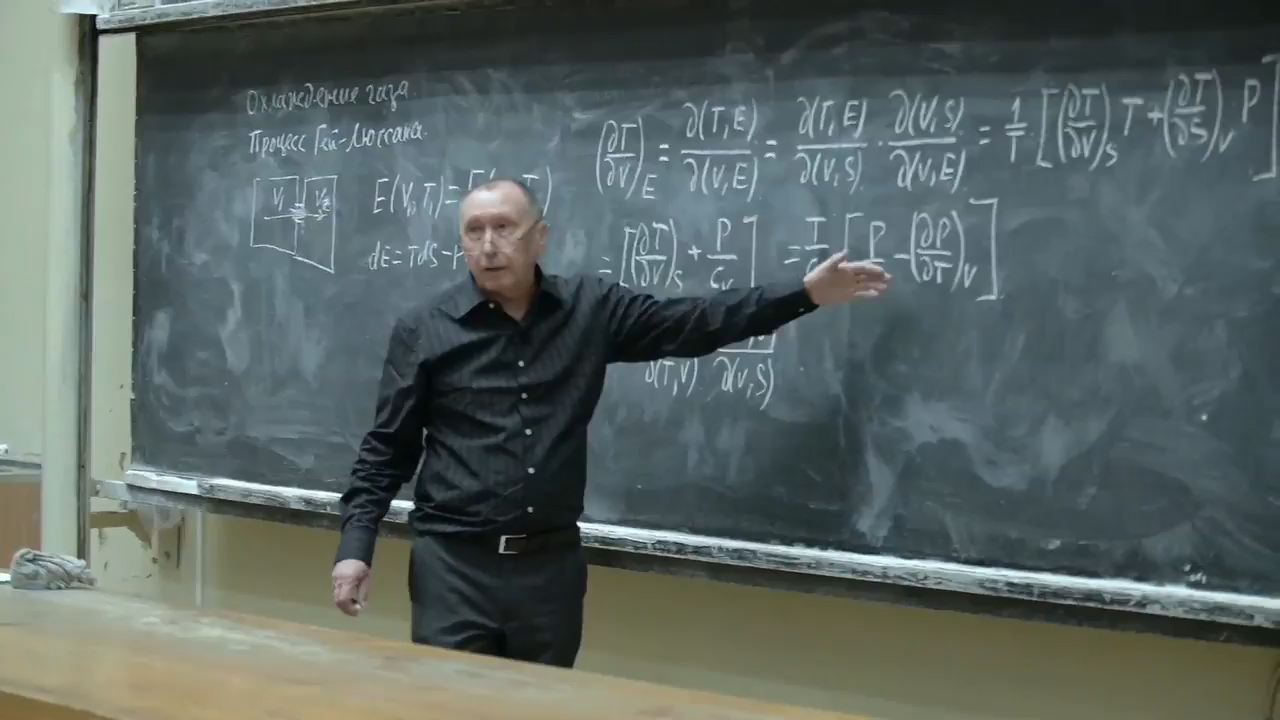 Охлаждение газа.
Процесс Гей-Люссака.
V₁ V₂
E(V₁, T₁) = E( T)
dE = TdS -
(∂T/∂V)_E = ∂(T,E)/∂(V,E) = ∂(T,E)/∂(V,S) · ∂(V,S)/∂(V,E) = 1/T [(∂T/∂V)_S T + (∂T/∂S)_V P]
= [(∂T/∂V)_S + P/C_V] = T/ [P/ - (∂P/∂T)_V]
∂(T,V) ∂(V,S)